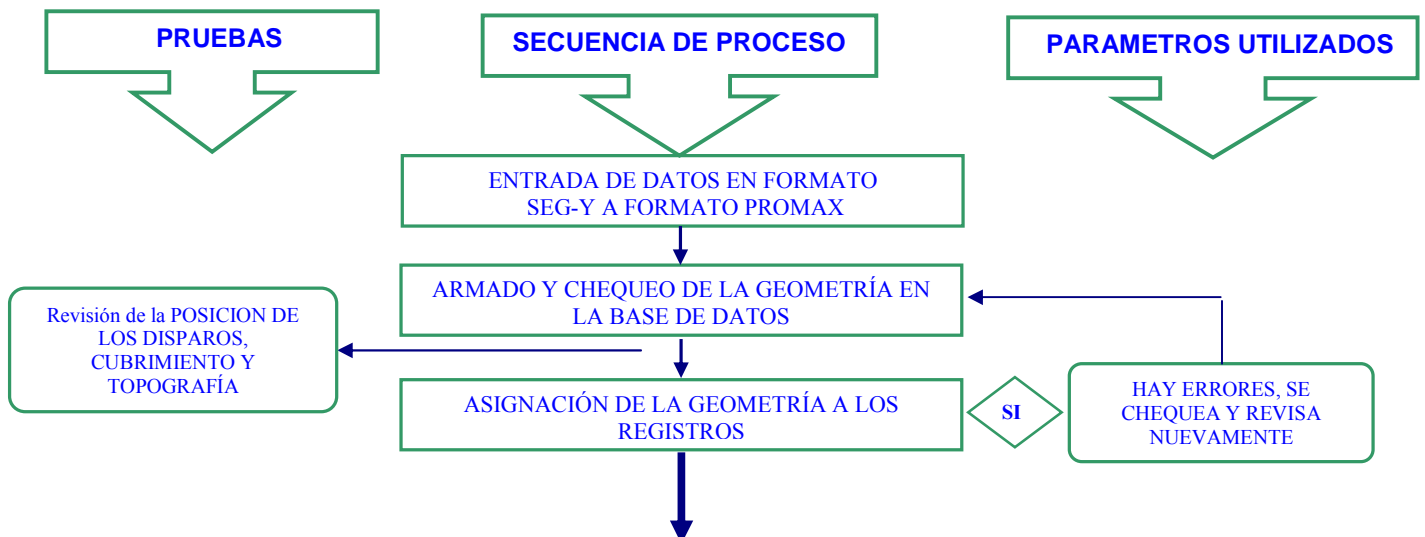 PRUEBAS
SECUENCIA DE PROCESO
PARAMETROS UTILIZADOS
ENTRADA DE DATOS EN FORMATO
SEG-Y A FORMATO PROMAX
ARMADO Y CHEQUEO DE LA GEOMETRÍA EN
LA BASE DE DATOS
Revisión de la POSICION DE
LOS DISPAROS,
CUBRIMIENTO Y
TOPOGRAFÍA
ASIGNACIÓN DE LA GEOMETRÍA A LOS
REGISTROS
SI
HAY ERRORES, SE
CHEQUEA Y REVISA
NUEVAMENTE